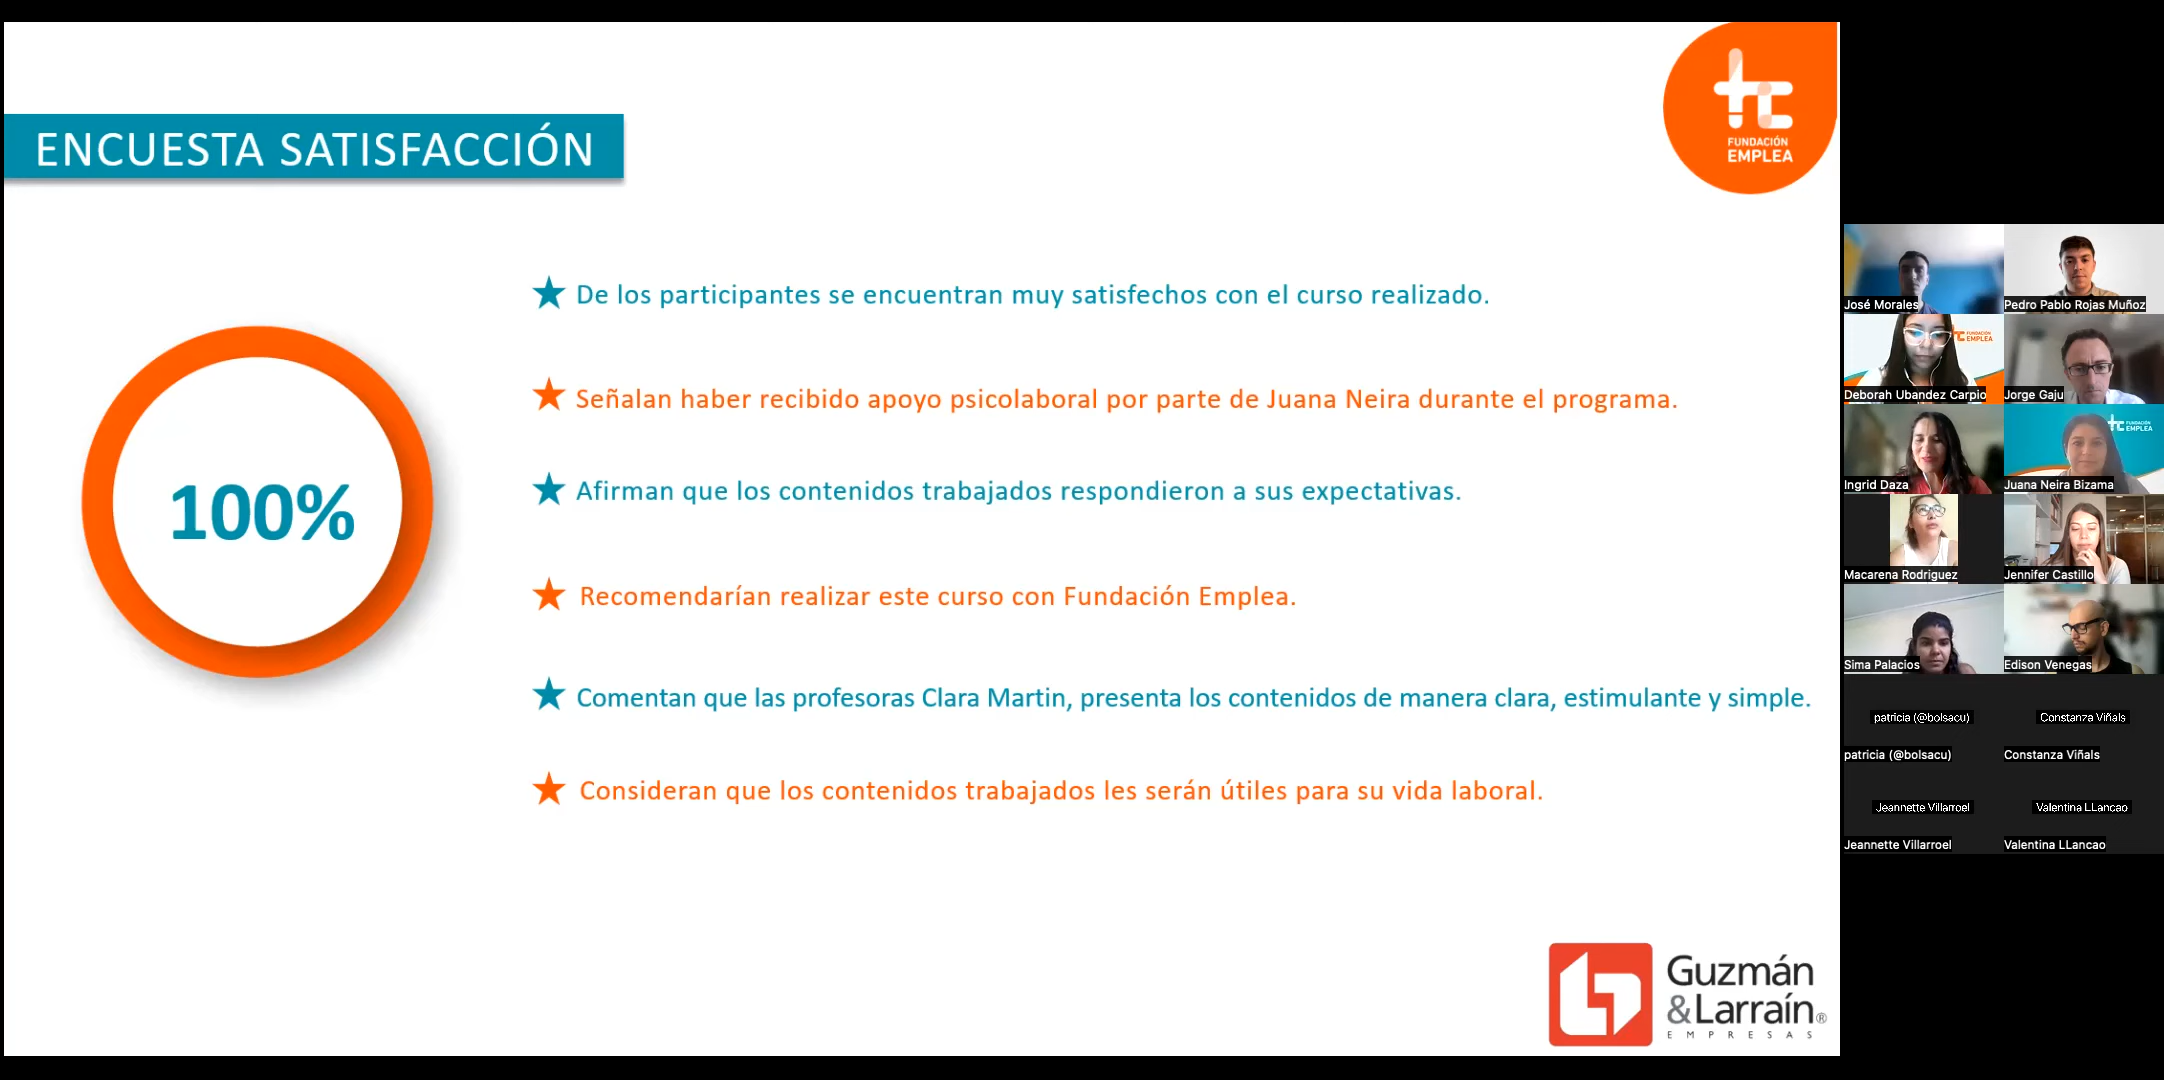 ENCUESTA SATISFACCIÓN
FUNDACIÓN
EMPLEA
100%
De los participantes se encuentran muy satisfechos con el curso realizado.
Señalan haber recibido apoyo psicolaboral por parte de Juana Neira durante el programa.
Afirman que los contenidos trabajados respondieron a sus expectativas.
Recomendarían realizar este curso con Fundación Emplea.
Comentan que las profesoras Clara Martin, presenta los contenidos de manera clara, estimulante y simple.
Consideran que los contenidos trabajados les serán útiles para su vida laboral.
Guzmán
&Larraín®
EMPRESAS
José Morales
Pedro Pablo Rojas Muñoz
FUNDACIÓN
EMPLEA
Deborah Ubandez Carpio
Jorge Gaju
Ingrid Daza
FUNDACIÓN
EMPLEA
Juana Neira Bizama
Macarena Rodriguez
Jennifer Castillo
Sima Palacios
Edison Venegas
patricia (@bolsacu)
Constanza Viñals
patricia (@bolsacu)
Constanza Viñals
Jeannette Villarroel
Valentina LLancao
Jeannette Villarroel
Valentina LLancao